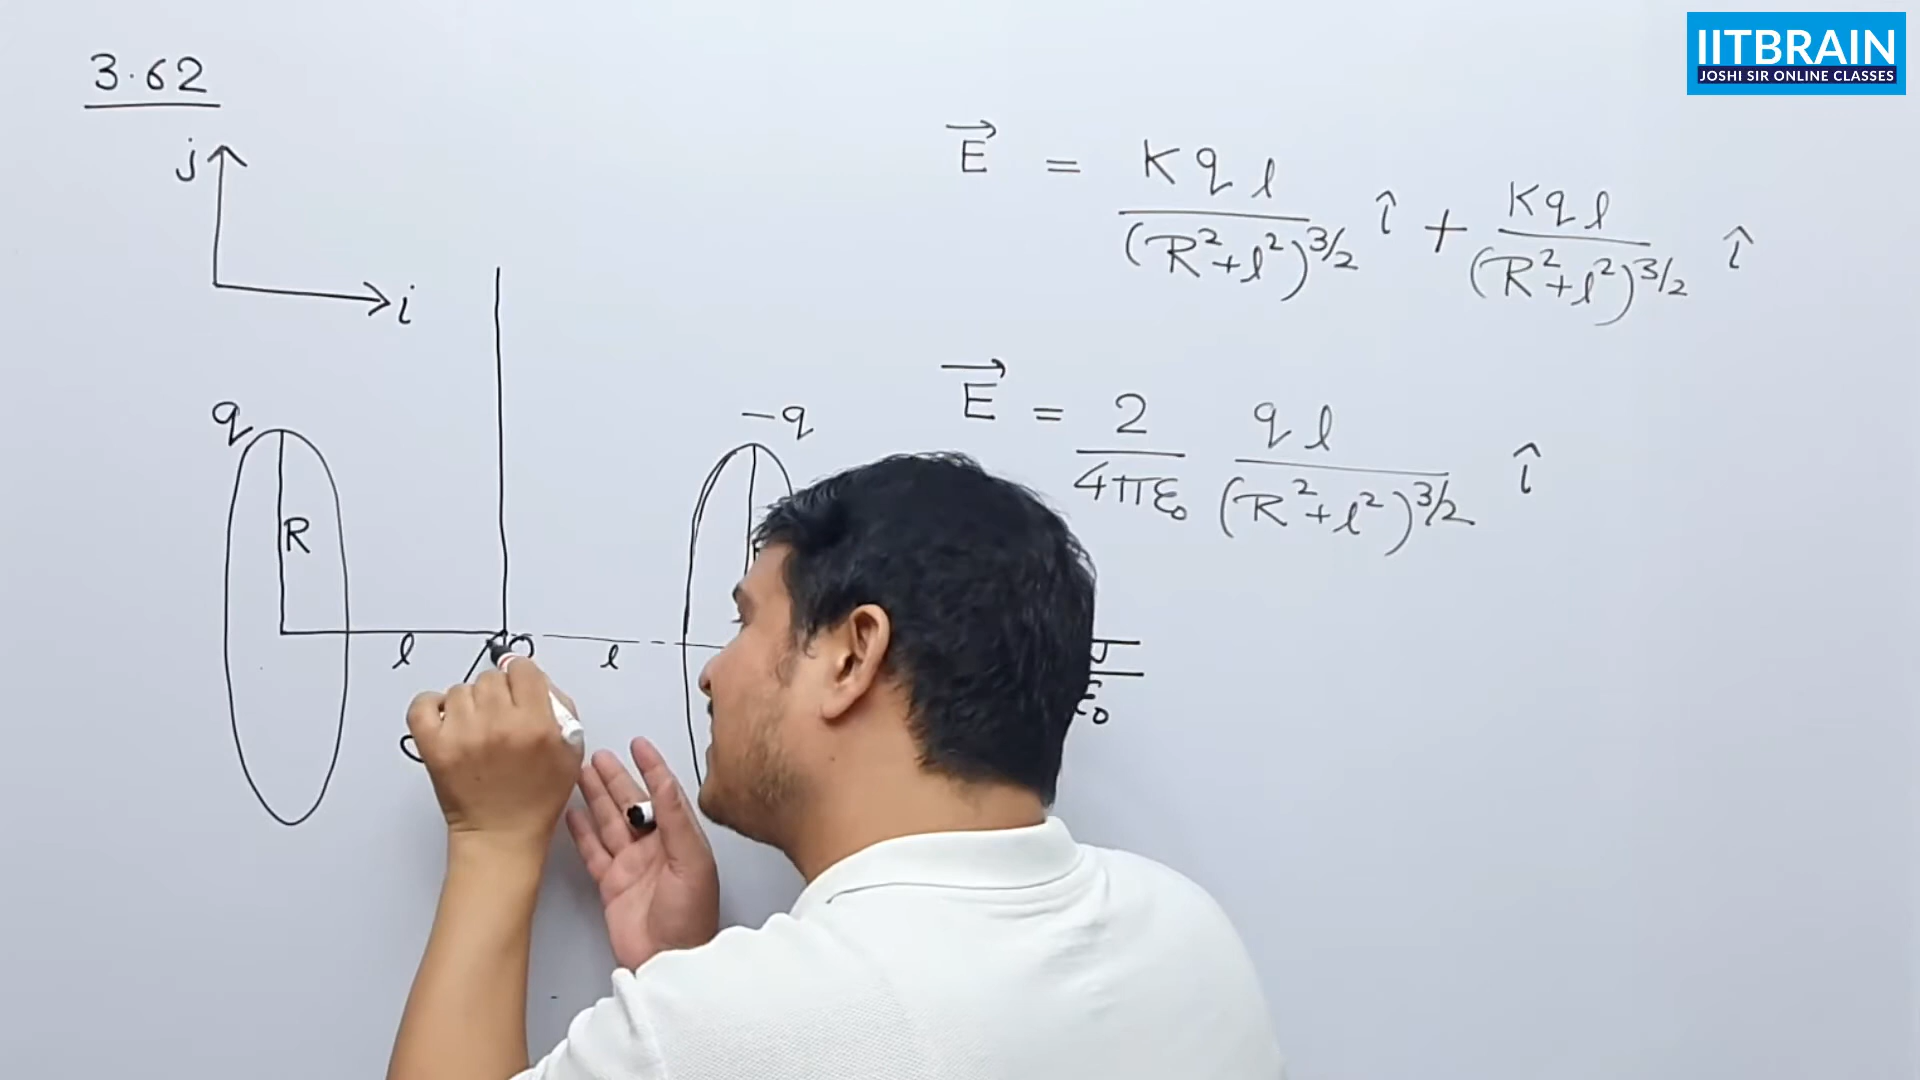 IITBRAIN
JOSHI SIR ONLINE CLASSES
3.62
j
i
E⃗ = Kql/(R²+l²)^3/2 î + Kql/(R²+l²)^3/2 î
E⃗ = 2/4πε₀ ql/(R²+l²)^3/2 î
q
-q
R
l
O
l
ε₀